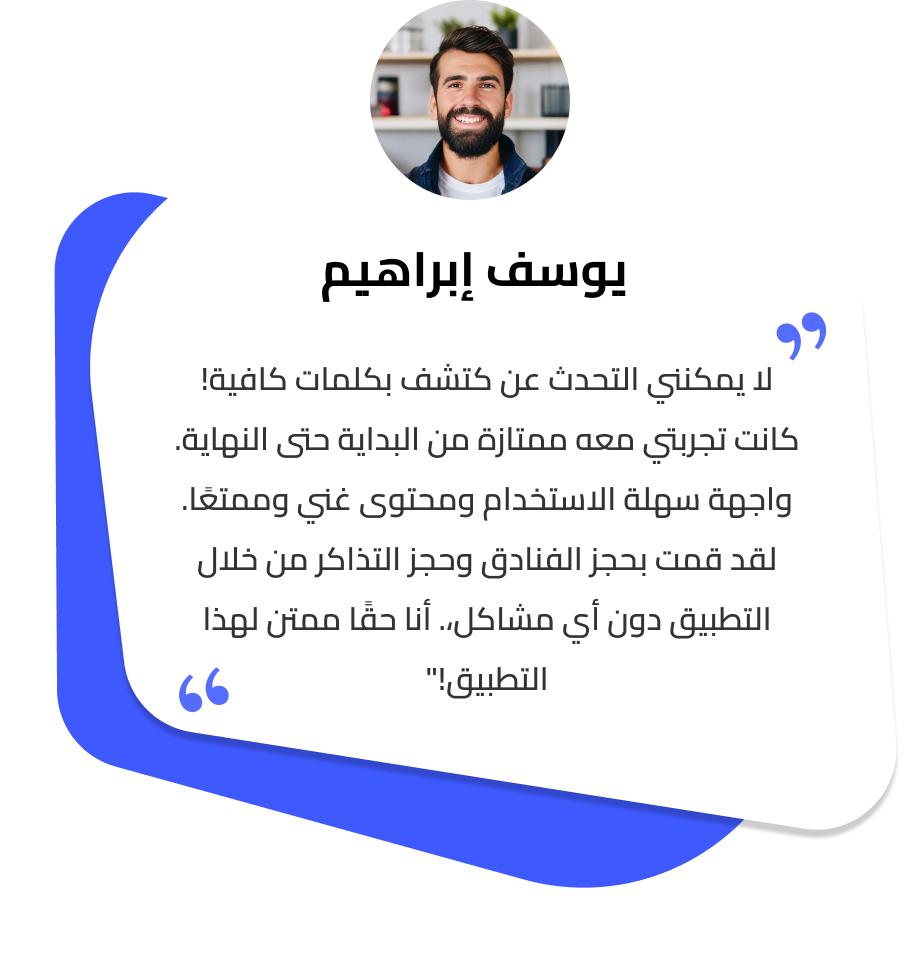 يوسف إبراهيم
لا يمكنني التحدث عن كتشف بكلمات كافية!
كانت تجربتي معه ممتازة من البداية حتى النهاية.
واجهة سهلة الاستخدام ومحتوى غني وممتعًا.
لقد قمت بحجز الفنادق وحجز التذاكر من خلال
التطبيق دون أي مشاكل،. أنا حقًا ممتن لهذا
التطبيق!"